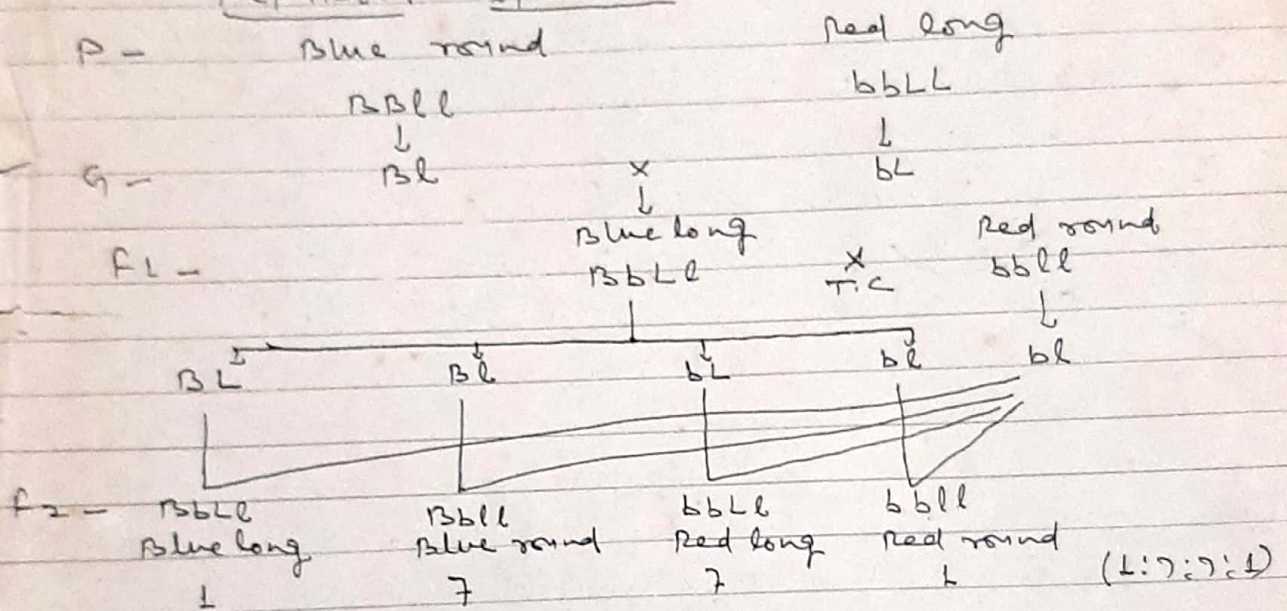 P - Blue round Red long
BBll bbLL
↓ ↓
G - Bl × bL
↓
Blue long Red round
F1 - BbLl × bbll
T.C ↓
BL Bl bL bl bl
F2 - BbLl Bbll bbLl bbll
Blue long Blue round Red long Red round
1 7 7 1 (1:7:7:1)